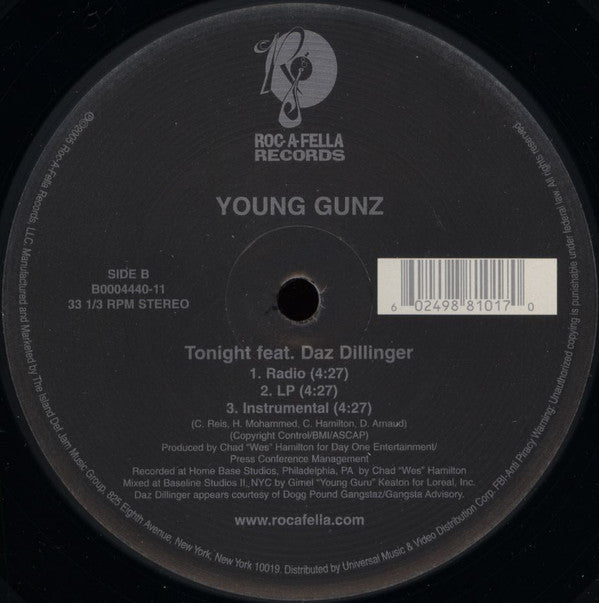 ROC-A-FELLA
RECORDS
YOUNG GUNZ
SIDE B
B0004440-11
33 1/3 RPM STEREO
6 02498 81017 0
Tonight feat. Daz Dillinger
1. Radio (4:27)
2. LP (4:27)
3. Instrumental (4:27)
(C. Reis, H. Mohammed, C. Hamilton, D. Arnaud)
(Copyright Control/BMI/ASCAP)
Produced by Chad "Wes" Hamilton for Day One Entertainment/
Press Conference Management
Recorded at Home Base Studios, Philadelphia, PA by Chad "Wes" Hamilton
Mixed at Baseline Studios II, NYC by Gimel "Young Guru" Keaton for Loreal, Inc.
Daz Dillinger appears courtesy of Dogg Pound Gangstaz/Gangsta Advisory.
www.rocafella.com
℗©2005 Roc-A-Fella Records LLC. Manufactured and Marketed by The Island Def Jam Music Group, 825 Eighth Avenue, New York, New York 10019. Distributed by Universal Music & Video Distribution Corp. FBI-Anti Piracy Warning: Unauthorized copying is punishable under federal law. All rights reserved.